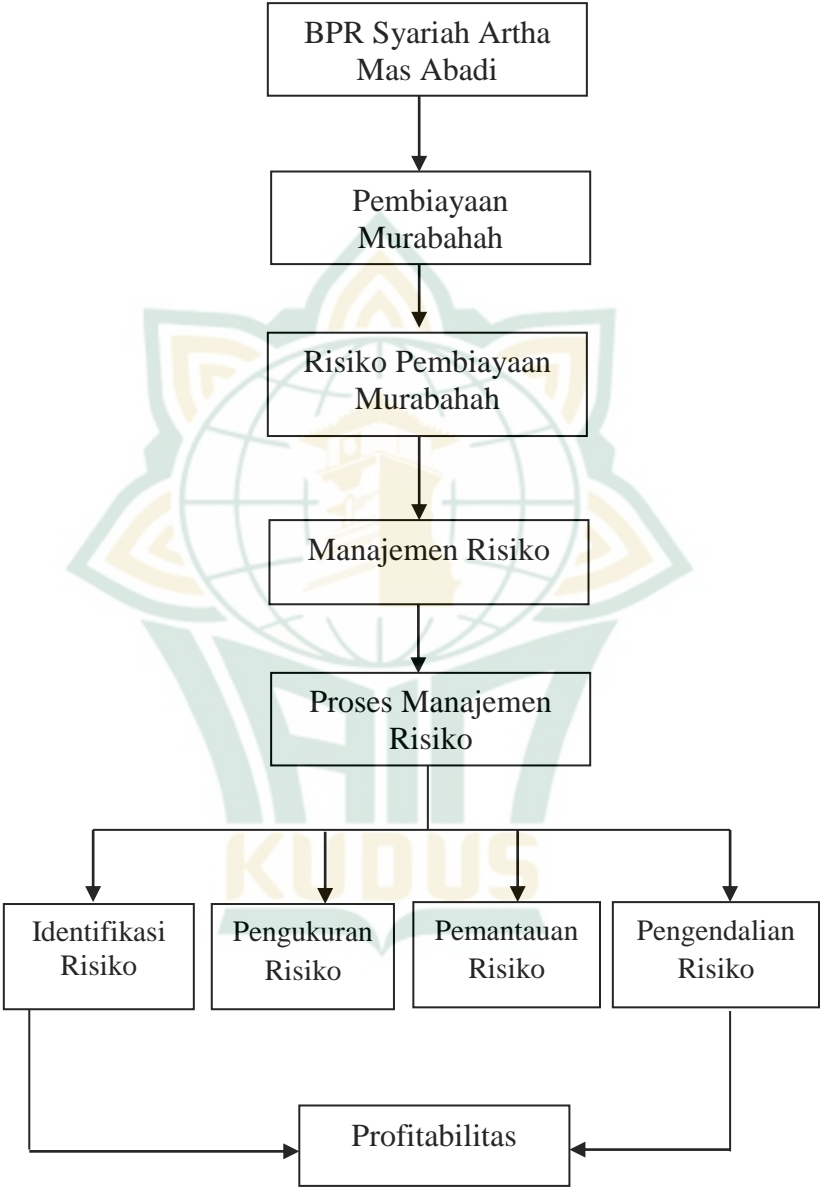 BPR Syariah Artha
Mas Abadi
Pembiayaan
Murabahah
Risiko Pembiayaan
Murabahah
Manajemen Risiko
Proses Manajemen
Risiko
Identifikasi
Risiko
Pengukuran
Risiko
Pemantauan
Risiko
Pengendalian
Risiko
Profitabilitas
IAIN
KUDUS